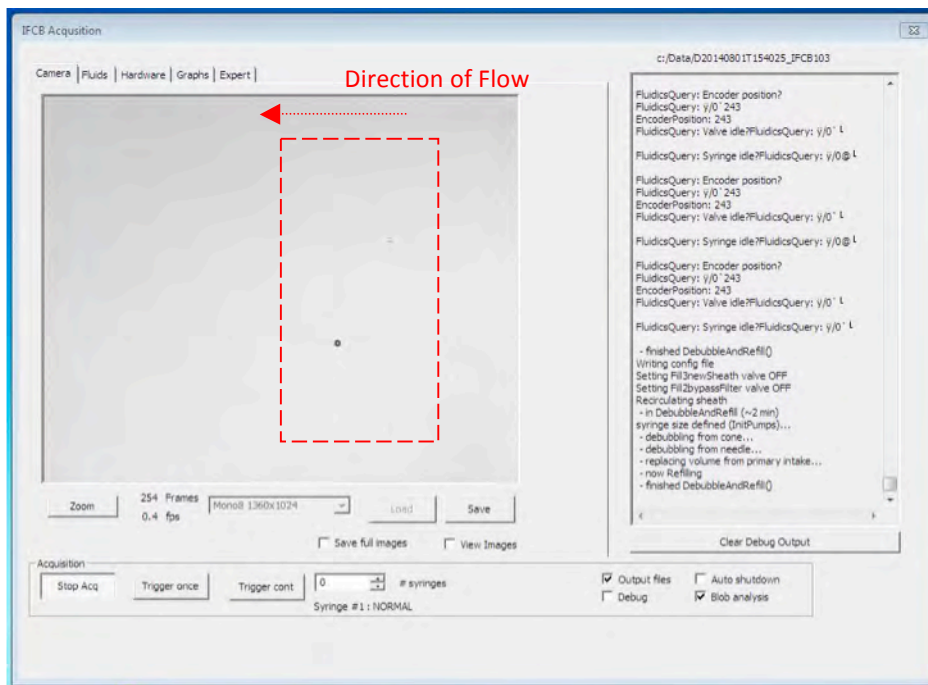 IFCB Acqusition
c:/Data/D20140801T154025_IFCB103
Camera Fluids Hardware Graphs Expert
Direction of Flow
FluidicsQuery: Encoder position?
FluidicsQuery: ÿ/0`243
EncoderPosition: 243
FluidicsQuery: Valve idle?FluidicsQuery: ÿ/0` └
FluidicsQuery: Syringe idle?FluidicsQuery: ÿ/0@ └
FluidicsQuery: Encoder position?
FluidicsQuery: ÿ/0`243
EncoderPosition: 243
FluidicsQuery: Valve idle?FluidicsQuery: ÿ/0` └
FluidicsQuery: Syringe idle?FluidicsQuery: ÿ/0@ └
FluidicsQuery: Encoder position?
FluidicsQuery: ÿ/0`243
EncoderPosition: 243
FluidicsQuery: Valve idle?FluidicsQuery: ÿ/0` └
FluidicsQuery: Syringe idle?FluidicsQuery: ÿ/0` └
- finished DebubbleAndRefill()
Writing config file
Setting Fill3newSheath valve OFF
Setting Fill2bypassFilter valve OFF
Recirculating sheath
- in DebubbleAndRefill (~2 min)
syringe size defined (InitPumps)...
- debubbling from cone...
- debubbling from needle...
- replacing volume from primary intake...
- now Refilling
- finished DebubbleAndRefill()
Clear Debug Output
Zoom
254 Frames
0.4 fps
Mono8 1360x1024
Load
Save
Save full images
View Images
Acquisition
Stop Acq
Trigger once
Trigger cont
0
# syringes
Syringe #1 : NORMAL
Output files
Auto shutdown
Debug
Blob analysis